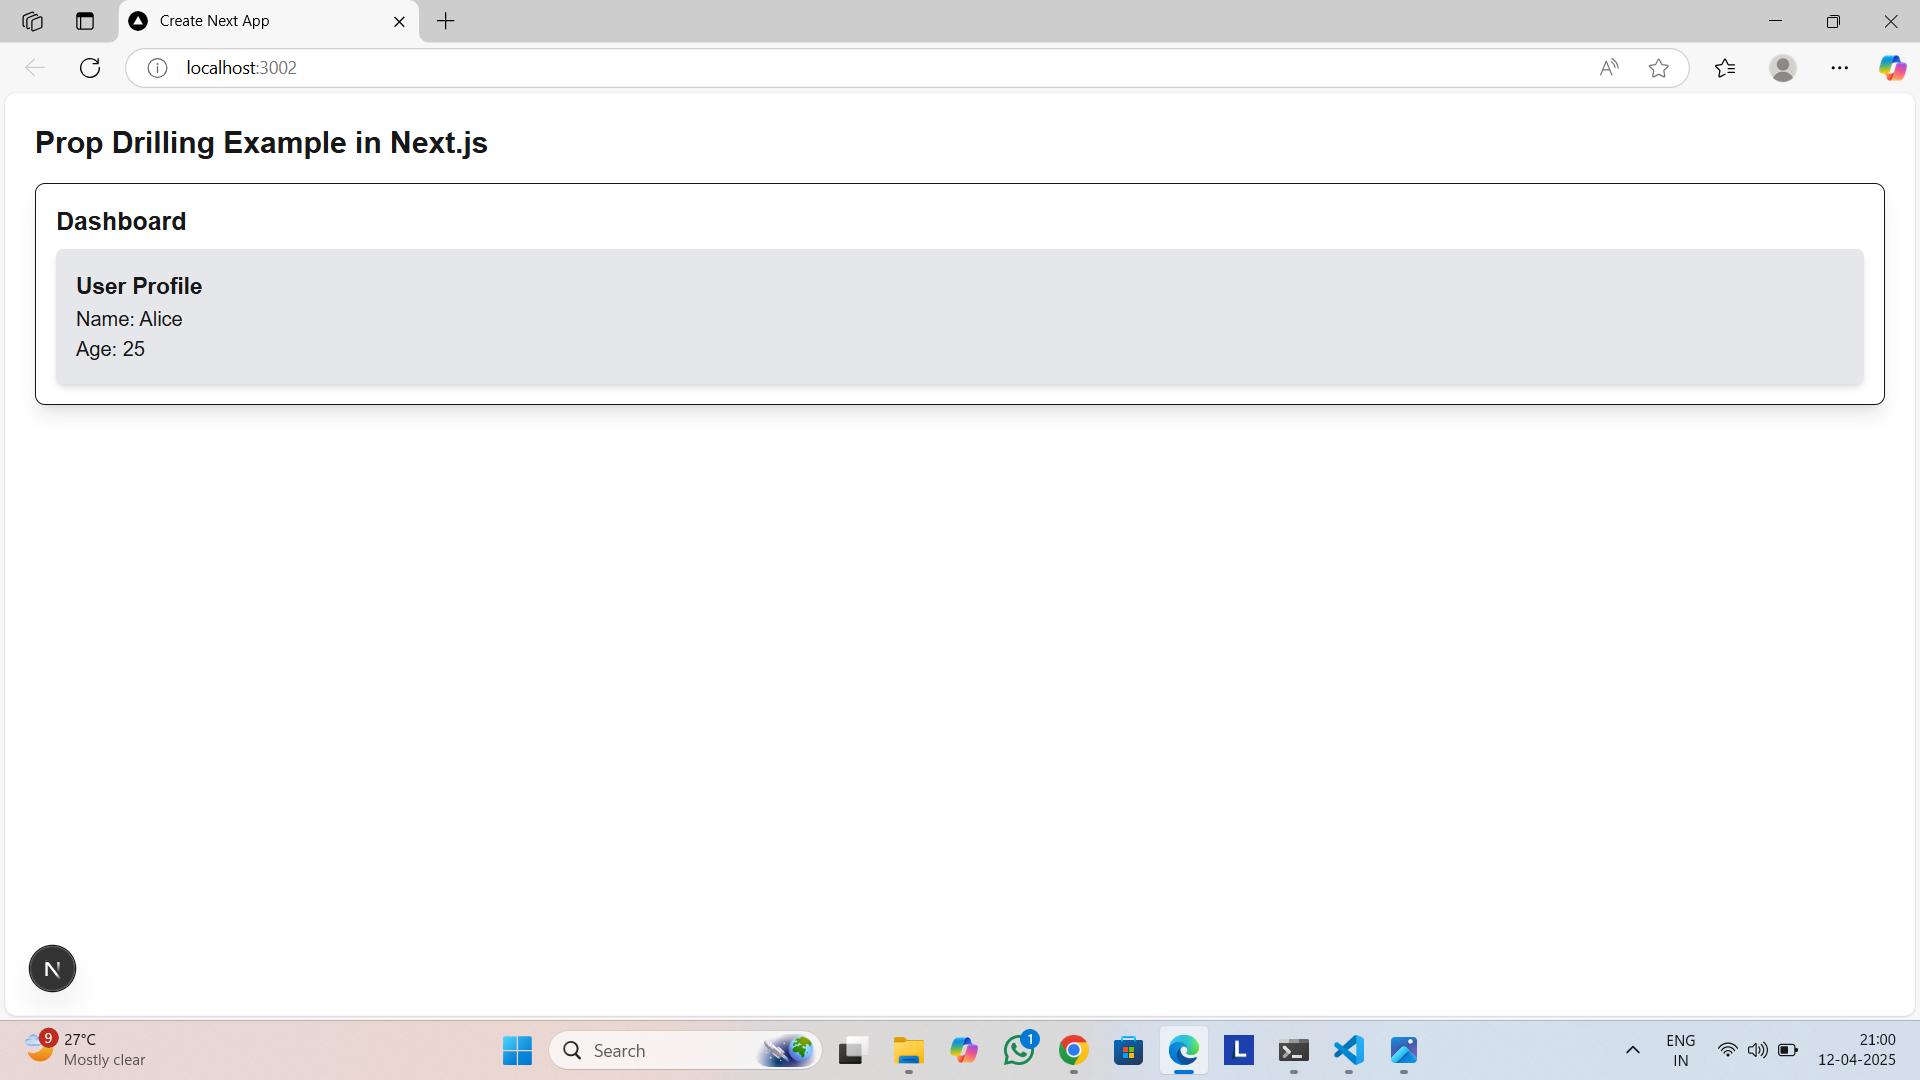 Create Next App
localhost:3002
Prop Drilling Example in Next.js
Dashboard
User Profile
Name: Alice
Age: 25
N
9
27°C
Mostly clear
Search
1
L
ENG
IN
21:00
12-04-2025